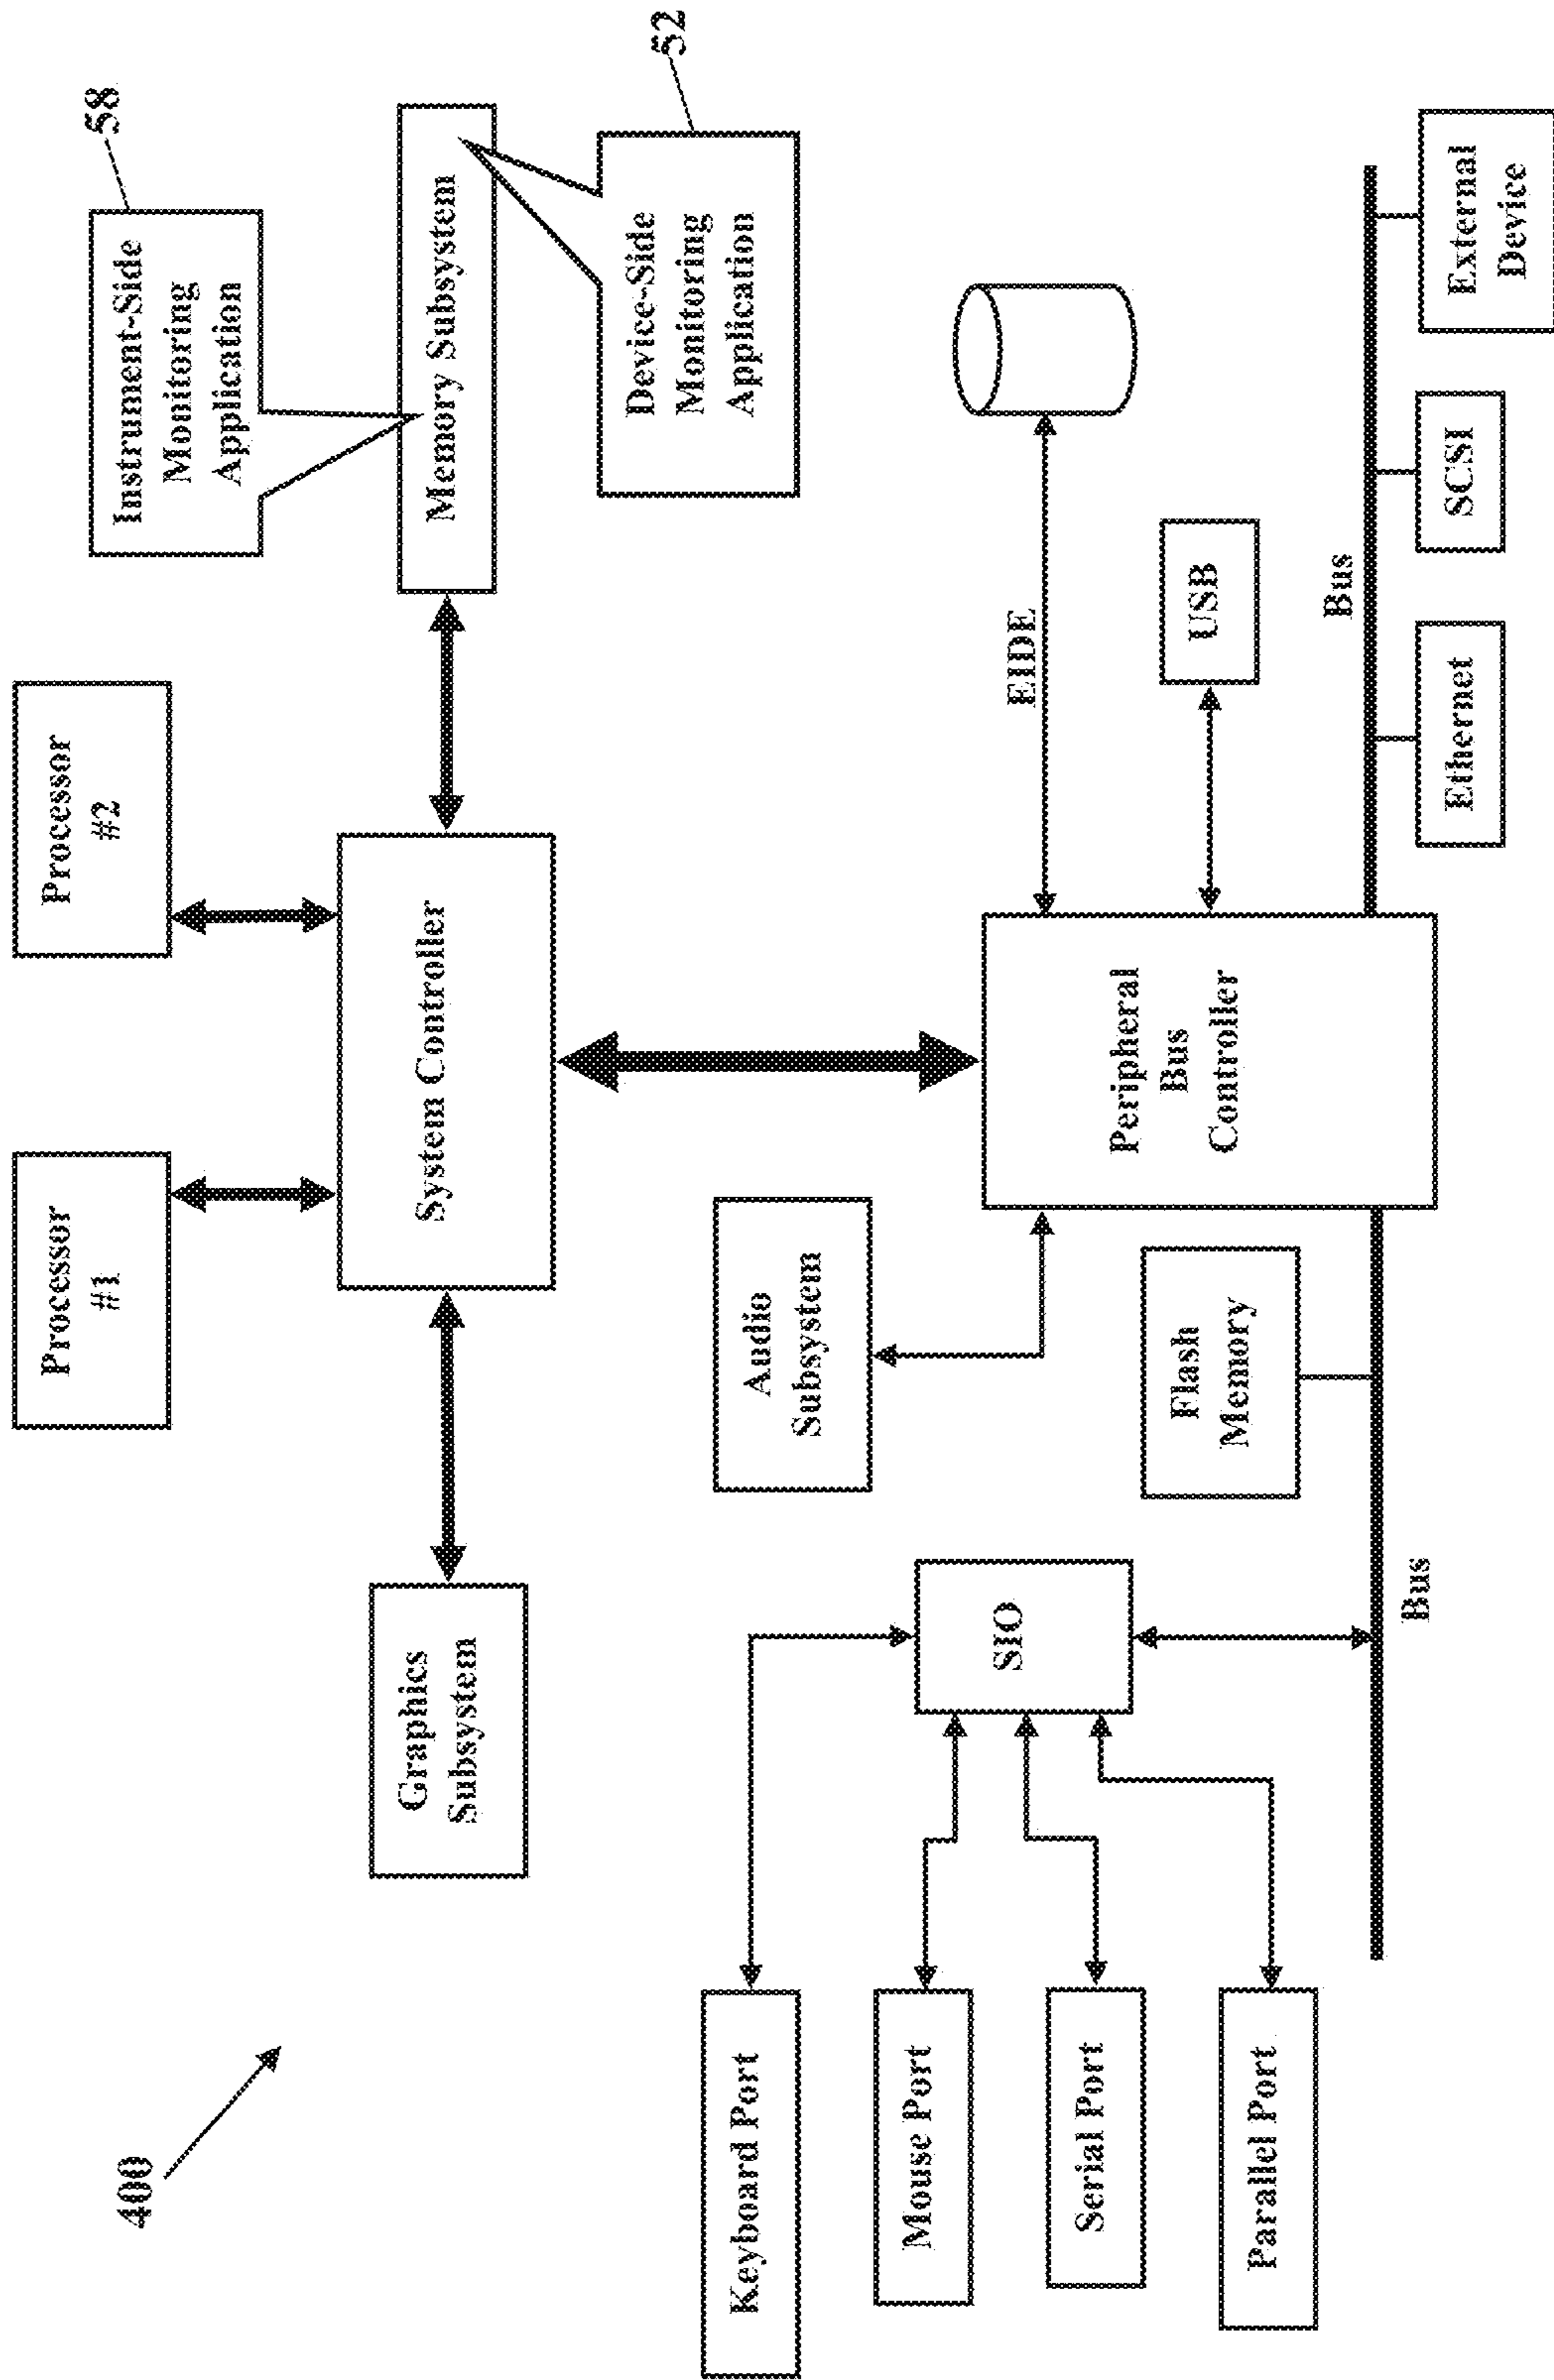 400
Processor
#1
Processor
#2
58
Instrument-Side
Monitoring
Application
Graphics
Subsystem
System Controller
Memory Subsystem
52
Device-Side
Monitoring
Application
Keyboard Port
Mouse Port
Serial Port
Parallel Port
SIO
Audio
Subsystem
Flash
Memory
Peripheral
Bus
Controller
EIDE
USB
Bus
Bus
Ethernet
SCSI
External
Device